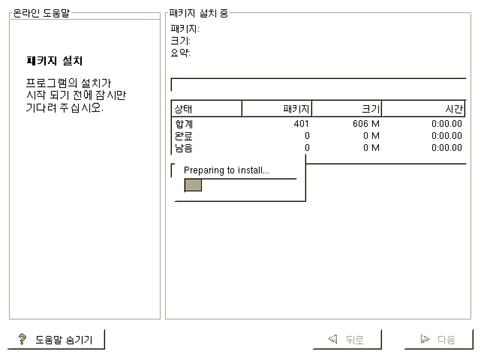 온라인 도움말
패키지 설치
프로그램의 설치가
시작 되기 전에 잠시만
기다려 주십시오.
패키지 설치 중
패키지:
크기:
요약:
상태 패키지 크기 시간
합계 401 606 M 0:00.00
완료 0 0 M 0:00.00
남음 0 0 M 0:00.00
Preparing to install...
도움말 숨기기
뒤로
다음